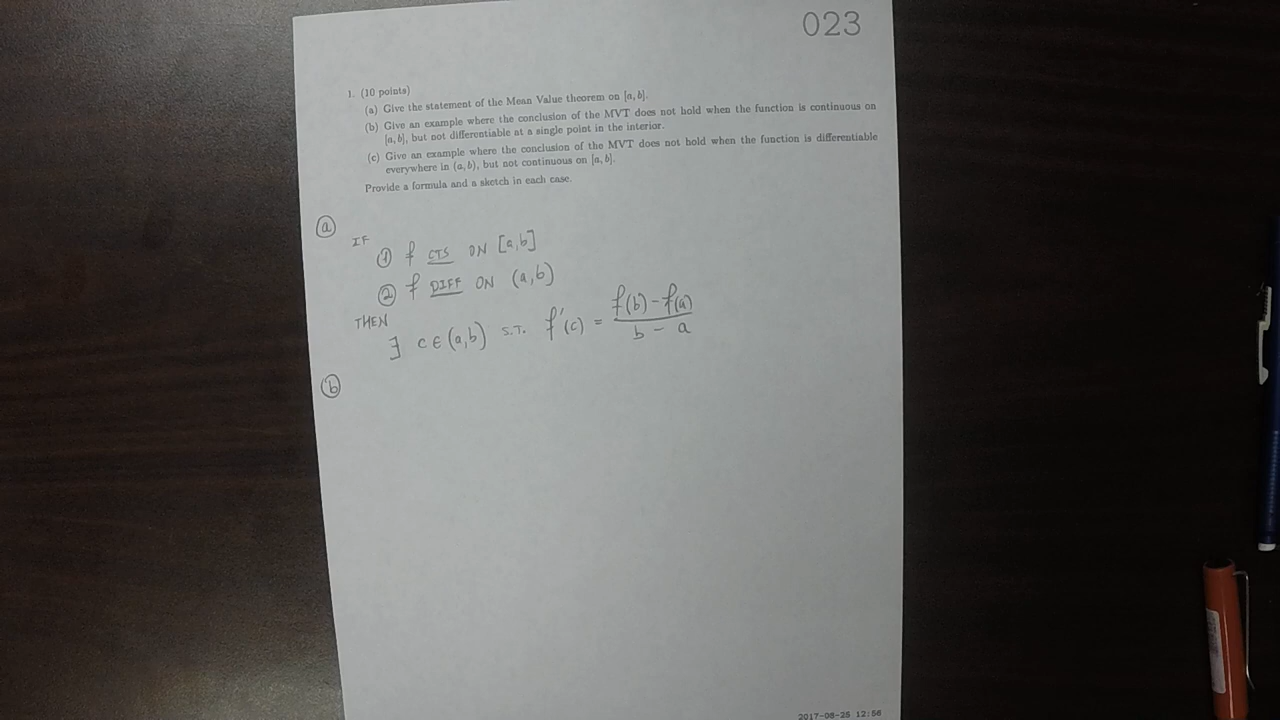 023
1. (10 points)
(a) Give the statement of the Mean Value theorem on [a, b].
(b) Give an example where the conclusion of the MVT does not hold when the function is continuous on
[a, b], but not differentiable at a single point in the interior.
(c) Give an example where the conclusion of the MVT does not hold when the function is differentiable
everywhere in (a, b), but not continuous on [a, b].
Provide a formula and a sketch in each case.
ⓐ
IF
① f CTS ON [a,b]
② f DIFF ON (a,b)
THEN
∃ c ∈ (a,b) S.T. f'(c) = f(b) - f(a) / b - a
ⓑ
2017-08-25 12:56